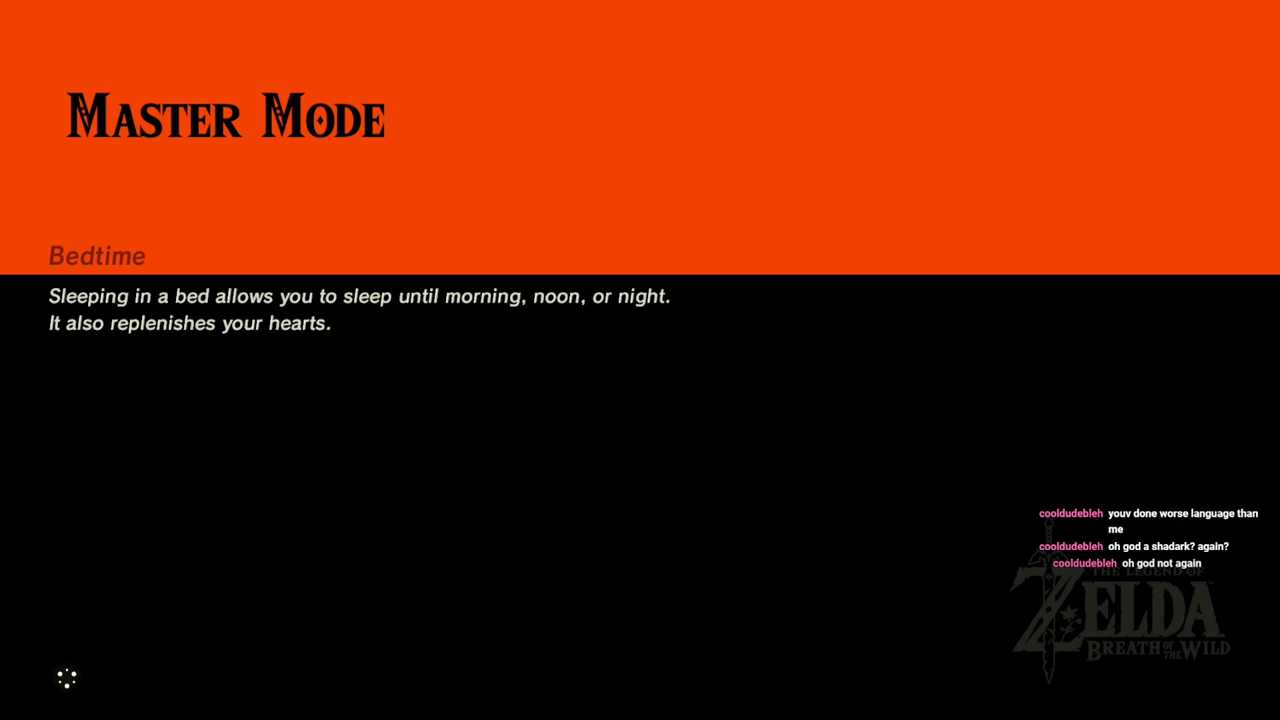 Master Mode
Bedtime
Sleeping in a bed allows you to sleep until morning, noon, or night.
It also replenishes your hearts.
cooldudebleh youv done worse language than
me
cooldudebleh oh god a shadark? again?
cooldudebleh oh god not again
THE LEGEND OF
ZELDA
BREATH OF THE WILD